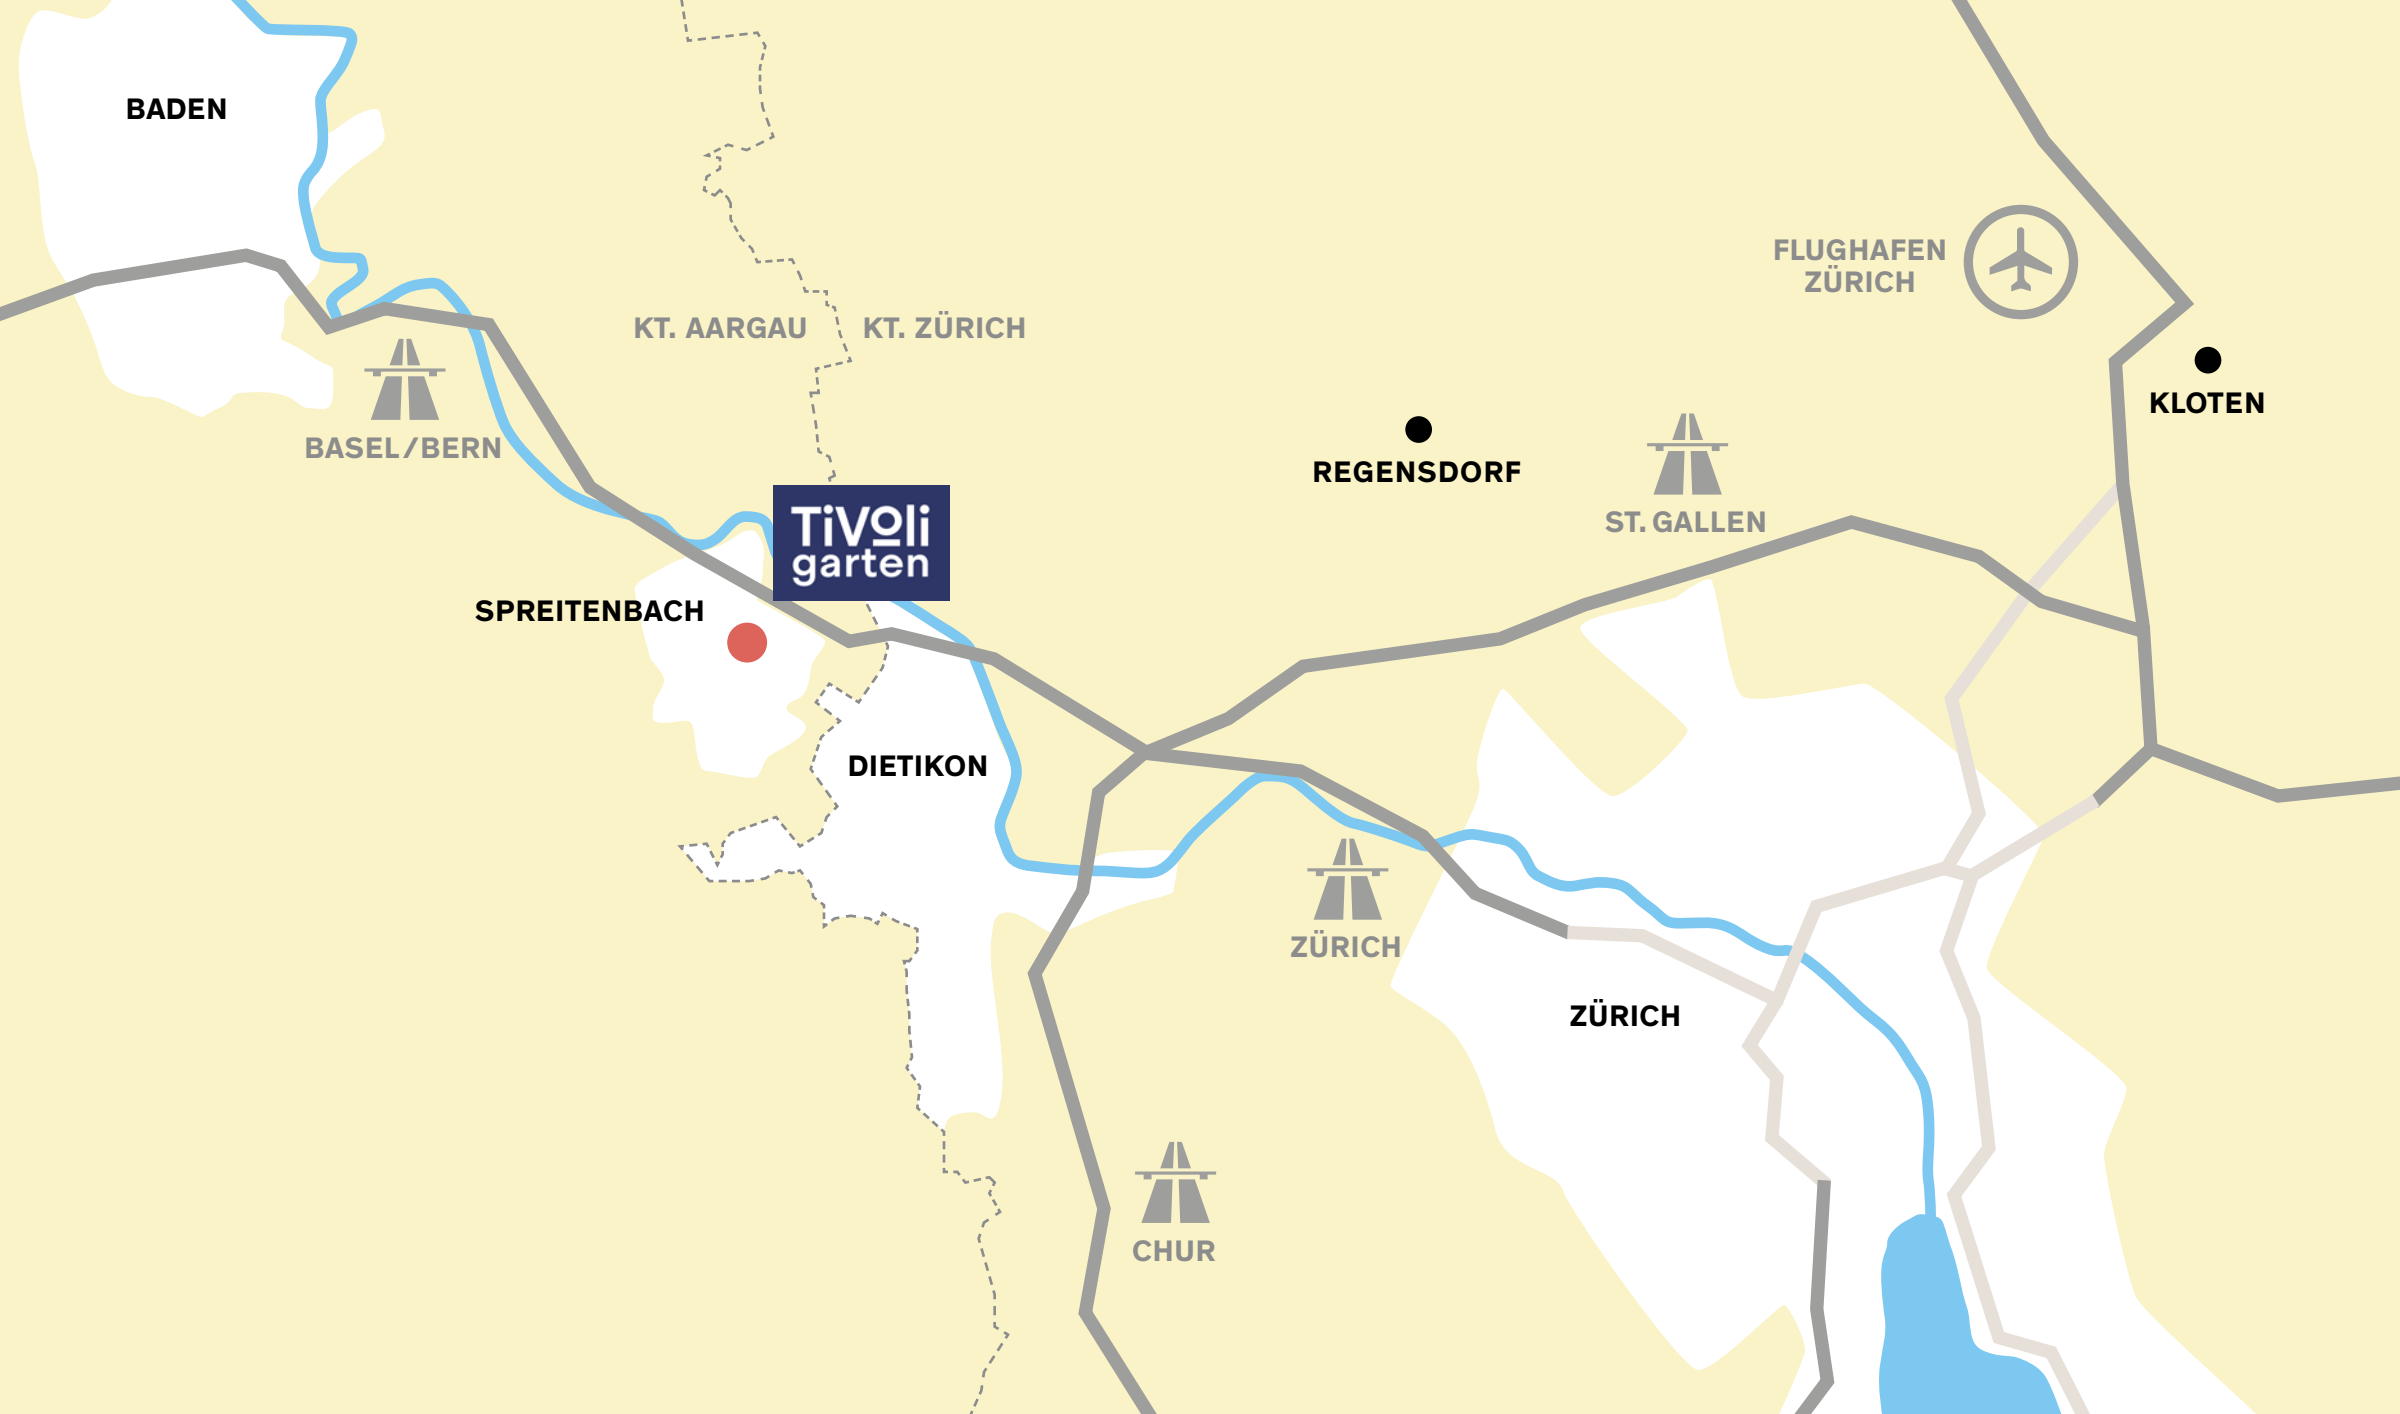 BADEN
FLUGHAFEN
ZÜRICH
KT. AARGAU
KT. ZÜRICH
KLOTEN
BASEL/BERN
REGENSDORF
ST. GALLEN
TiVoli
garten
SPREITENBACH
DIETIKON
ZÜRICH
ZÜRICH
CHUR